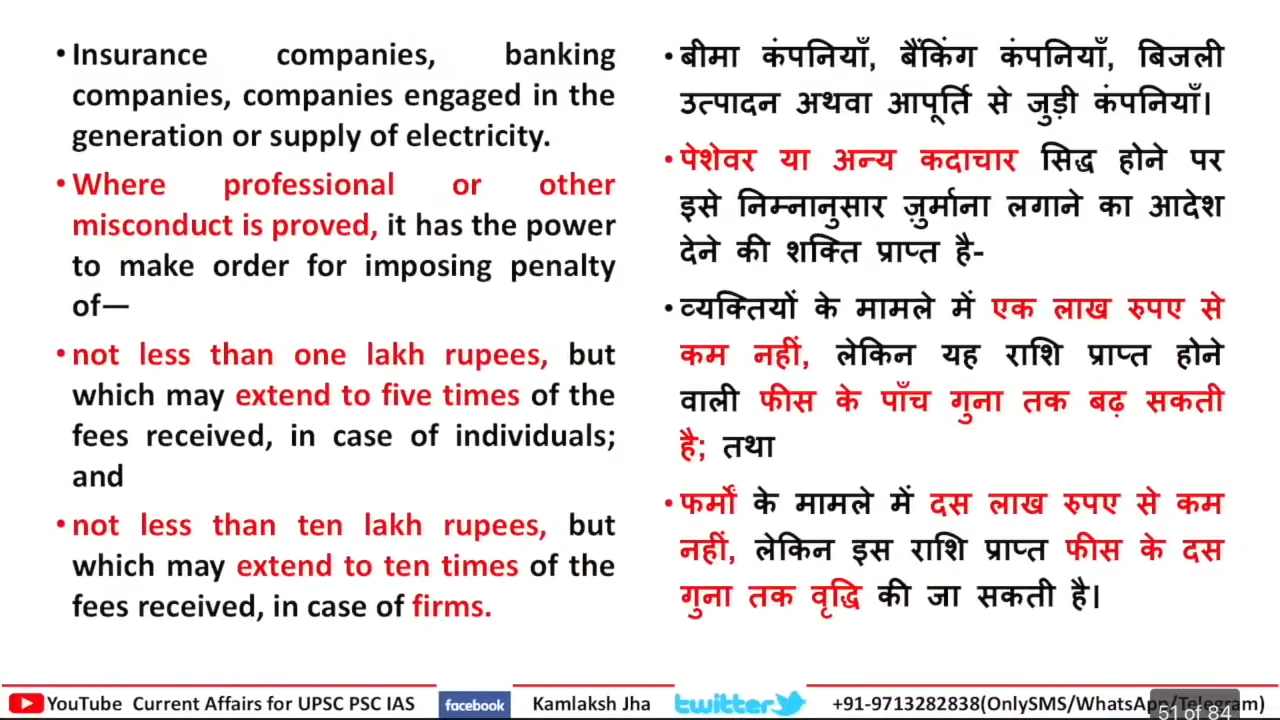 •Insurance companies, banking
companies, companies engaged in the
generation or supply of electricity.
•Where professional or other
misconduct is proved, it has the power
to make order for imposing penalty
of—
•not less than one lakh rupees, but
which may extend to five times of the
fees received, in case of individuals;
and
•not less than ten lakh rupees, but
which may extend to ten times of the
fees received, in case of firms.
•बीमा कंपनियाँ, बैंकिंग कंपनियाँ, बिजली
उत्पादन अथवा आपूर्ति से जुड़ी कंपनियाँ।
•पेशेवर या अन्य कदाचार सिद्ध होने पर
इसे निम्नानुसार ज़ुर्माना लगाने का आदेश
देने की शक्ति प्राप्त है-
•व्यक्तियों के मामले में एक लाख रुपए से
कम नहीं, लेकिन यह राशि प्राप्त होने
वाली फीस के पाँच गुना तक बढ़ सकती
है; तथा
•फर्मों के मामले में दस लाख रुपए से कम
नहीं, लेकिन इस राशि प्राप्त फीस के दस
गुना तक वृद्धि की जा सकती है।
YouTube Current Affairs for UPSC PSC IAS facebook Kamlaksh Jha twitter +91-9713282838(OnlySMS/WhatsApp/Telegram)
51 of 84